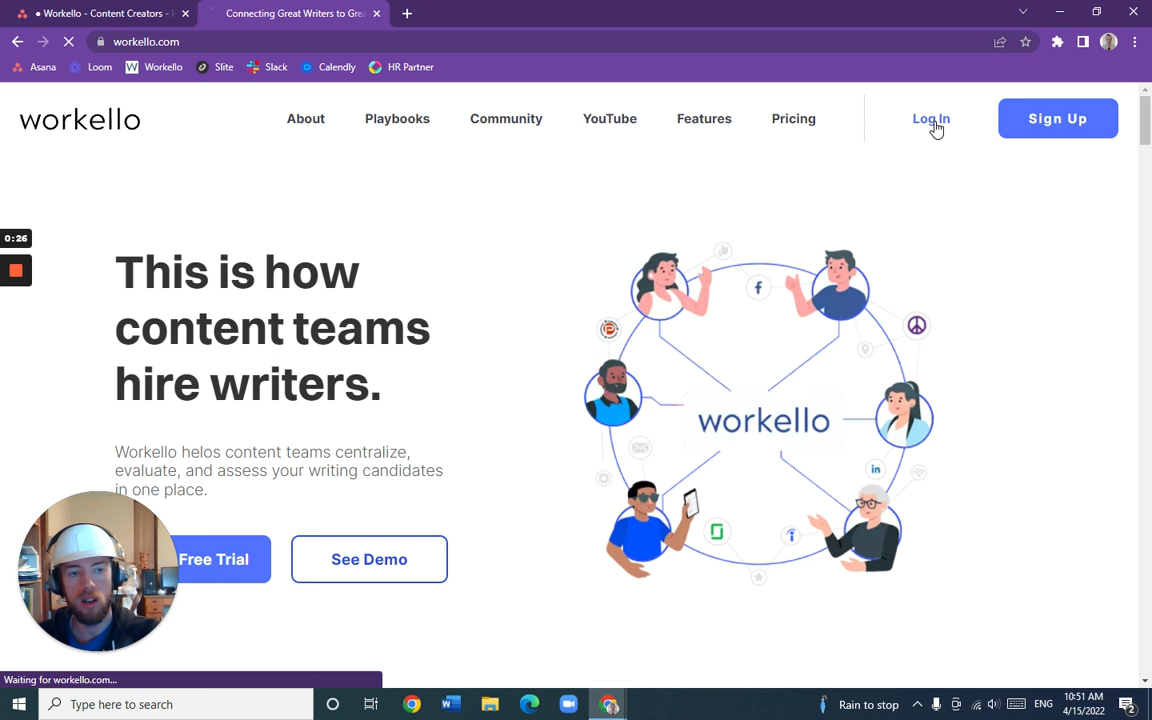 • Workello - Content Creators -
Connecting Great Writers to Gre
workello.com
Asana
Loom
W Workello
Slite
Slack
Calendly
HR Partner
workello
About
Playbooks
Community
YouTube
Features
Pricing
Log In
Sign Up
0:26
This is how
content teams
hire writers.
Workello helos content teams centralize,
evaluate, and assess your writing candidates
in one place.
Free Trial
See Demo
workello
in
Waiting for workello.com...
Type here to search
Rain to stop
ENG
10:51 AM
4/15/2022
2